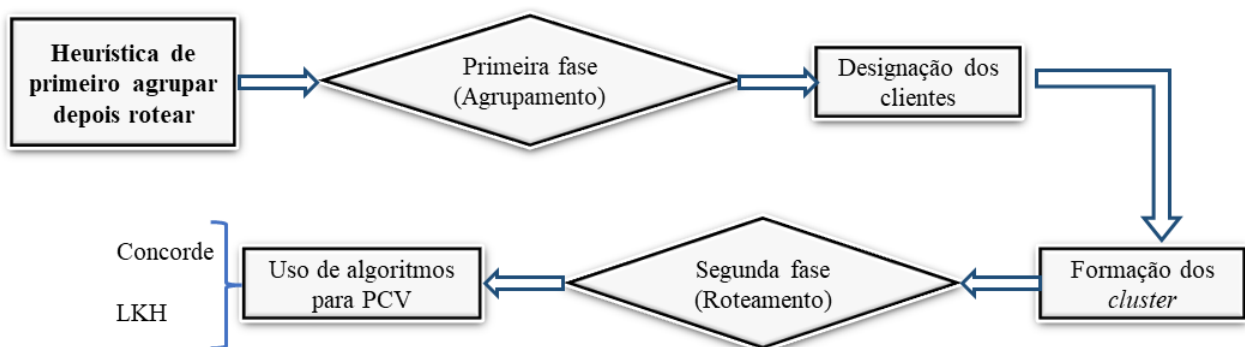 Heurística de
primeiro agrupar
depois rotear
Primeira fase
(Agrupamento)
Designação dos
clientes
Formação dos
cluster
Segunda fase
(Roteamento)
Uso de algoritmos
para PCV
Concorde
LKH